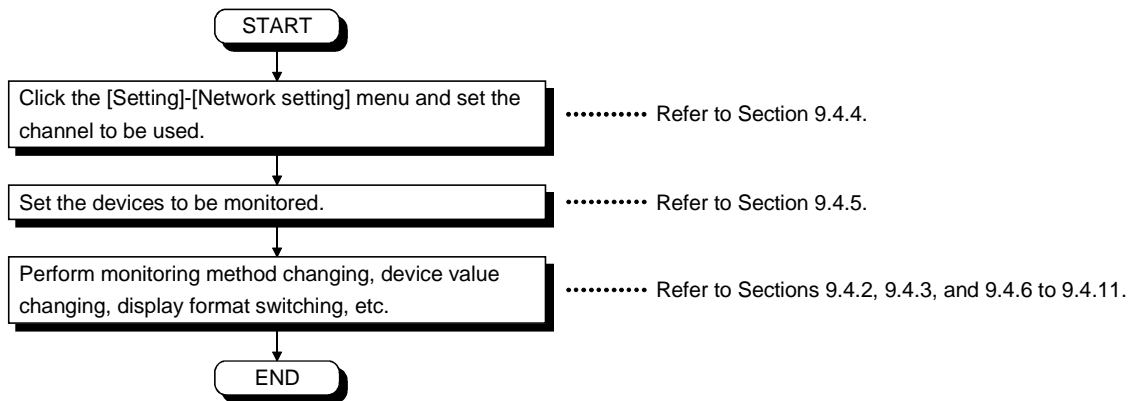 START
Click the [Setting]-[Network setting] menu and set the
channel to be used.
Refer to Section 9.4.4.
Set the devices to be monitored.
Refer to Section 9.4.5.
Perform monitoring method changing, device value
changing, display format switching, etc.
Refer to Sections 9.4.2, 9.4.3, and 9.4.6 to 9.4.11.
END